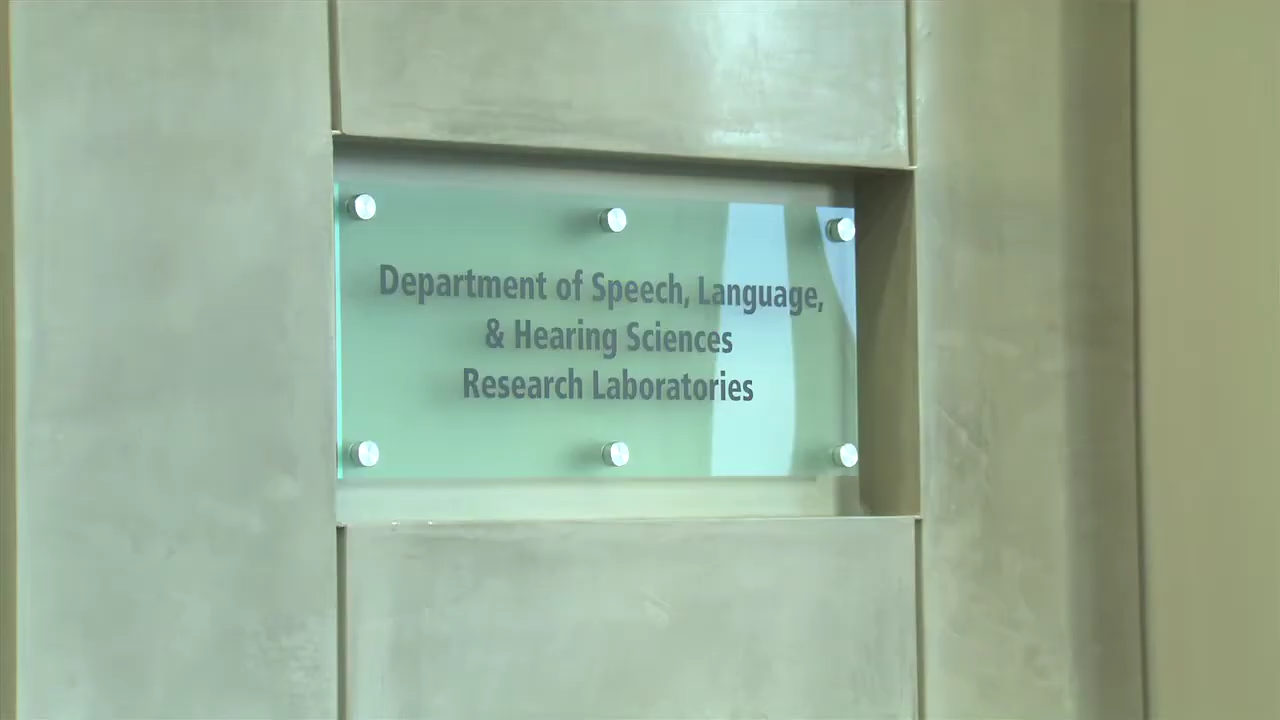 Department of Speech, Language,
& Hearing Sciences
Research Laboratories